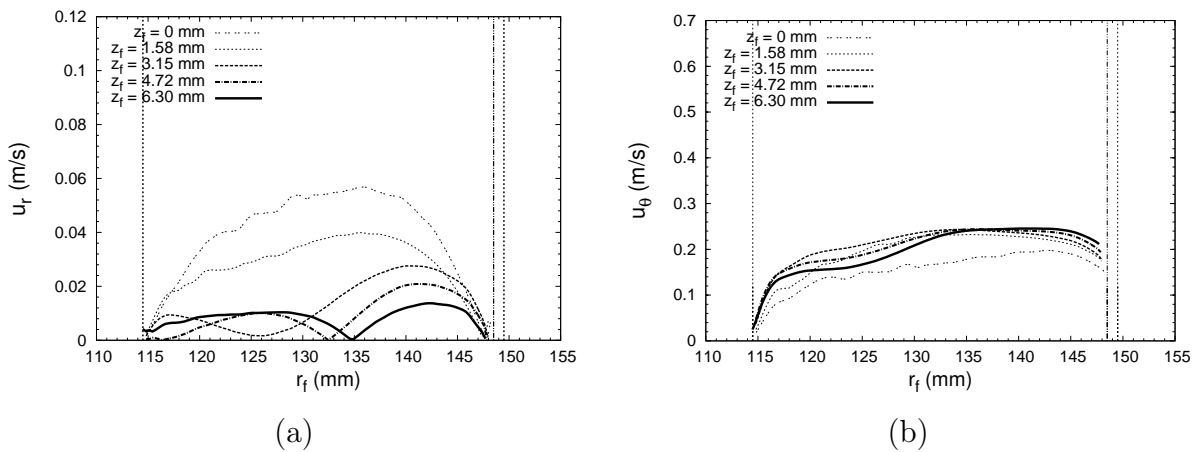 0.12
0.1
0.08
0.06
0.04
0.02
0
u_r (m/s)
z_f = 0 mm
z_f = 1.58 mm
z_f = 3.15 mm
z_f = 4.72 mm
z_f = 6.30 mm
110 115 120 125 130 135 140 145 150 155
r_f (mm)
(a)
0.7
0.6
0.5
0.4
0.3
0.2
0.1
0
u_θ (m/s)
z_f = 0 mm
z_f = 1.58 mm
z_f = 3.15 mm
z_f = 4.72 mm
z_f = 6.30 mm
110 115 120 125 130 135 140 145 150 155
r_f (mm)
(b)